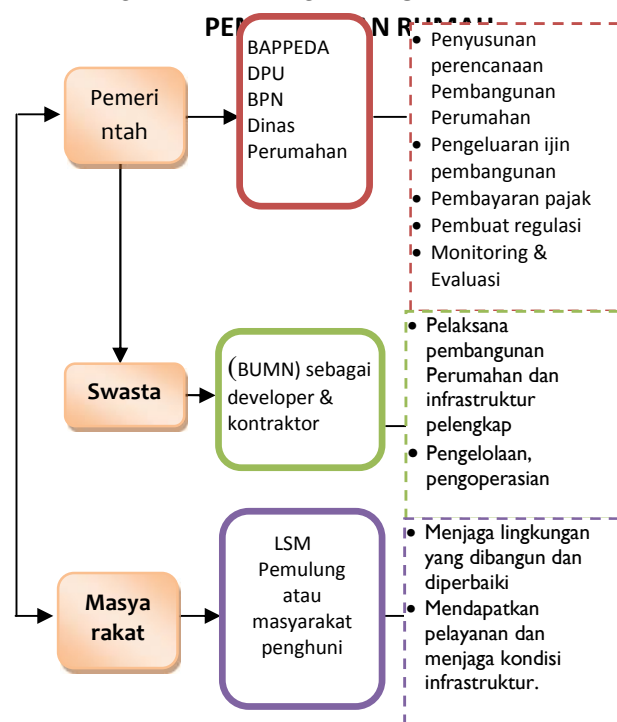 Pemeri
ntah
BAPPEDA
DPU
BPN
Dinas
Perumahan
• Penyusunan
perencanaan
Pembangunan
Perumahan
• Pengeluaran ijin
pembangunan
• Pembayaran pajak
• Pembuat regulasi
• Monitoring &
Evaluasi
Swasta
(BUMN) sebagai
developer &
kontraktor
• Pelaksana
pembangunan
Perumahan dan
infrastruktur
pelengkap
• Pengelolaan,
pengoperasian
Masya
rakat
LSM
Pemulung
atau
masyarakat
penghuni
• Menjaga lingkungan
yang dibangun dan
diperbaiki
• Mendapatkan
pelayanan dan
menjaga kondisi
infrastruktur.